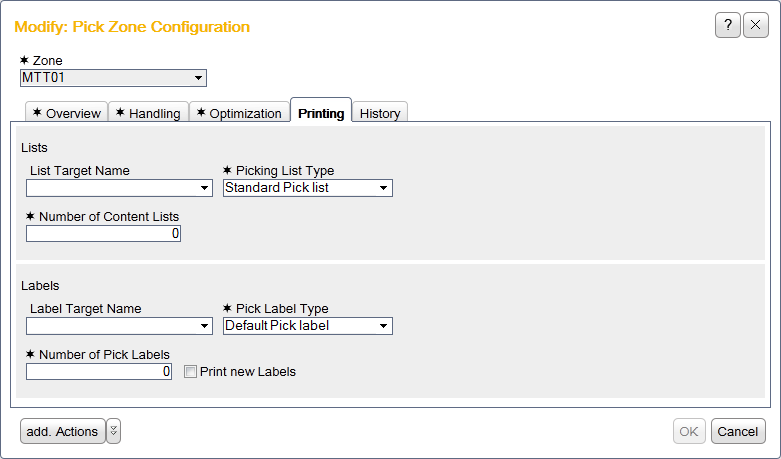 Modify: Pick Zone Configuration
?
✶ Zone
MTT01
✶ Overview ✶ Handling ✶ Optimization Printing History
Lists
List Target Name ✶ Picking List Type
Standard Pick list
✶ Number of Content Lists
0
Labels
Label Target Name ✶ Pick Label Type
Default Pick label
✶ Number of Pick Labels
0 Print new Labels
add. Actions OK Cancel